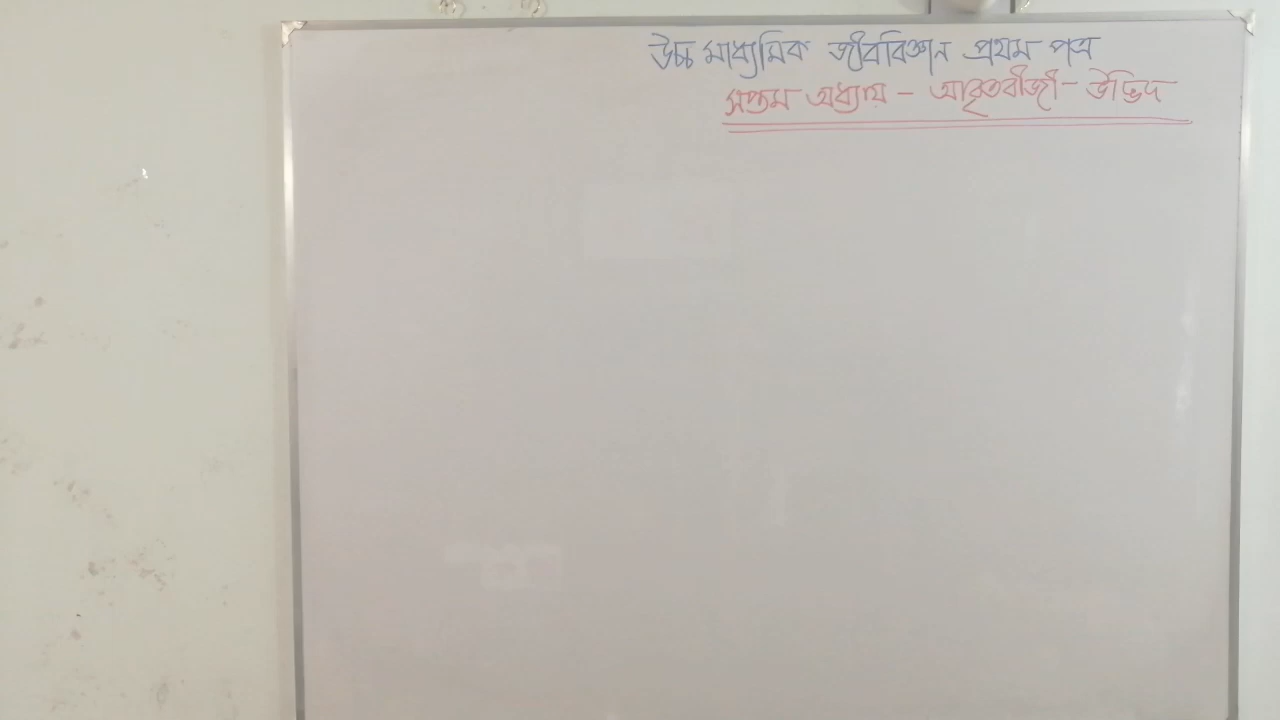 উচ্চ মাধ্যমিক জীববিজ্ঞান প্রথম পত্র
সপ্তম অধ্যায় - আবৃতবীজী - উদ্ভিদ